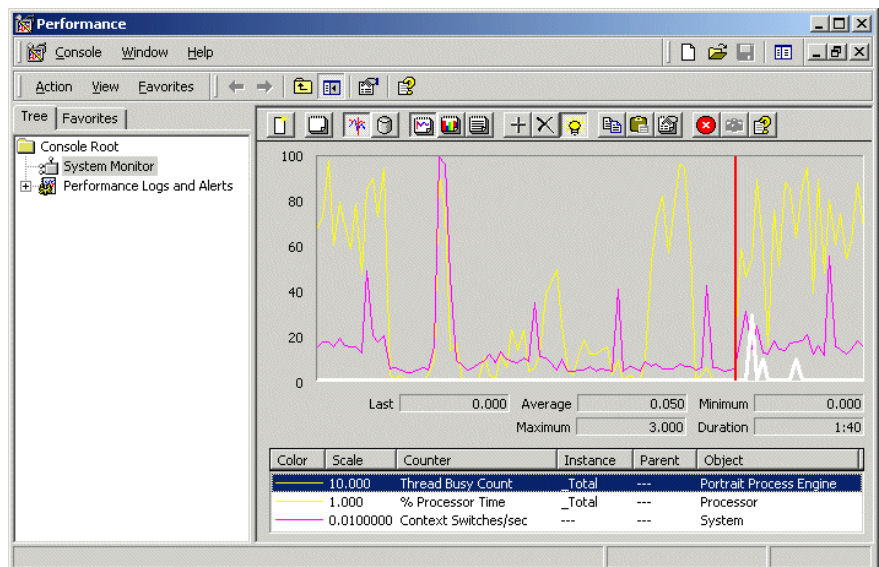 Performance
Console Window Help
Action View Favorites
Tree Favorites
Console Root
System Monitor
Performance Logs and Alerts
100
80
60
40
20
0
Last 0.000 Average 0.050 Minimum 0.000
Maximum 3.000 Duration 1:40
Color Scale Counter Instance Parent Object
10.000 Thread Busy Count _Total --- Portrait Process Engine
1.000 % Processor Time _Total --- Processor
0.0100000 Context Switches/sec --- --- System